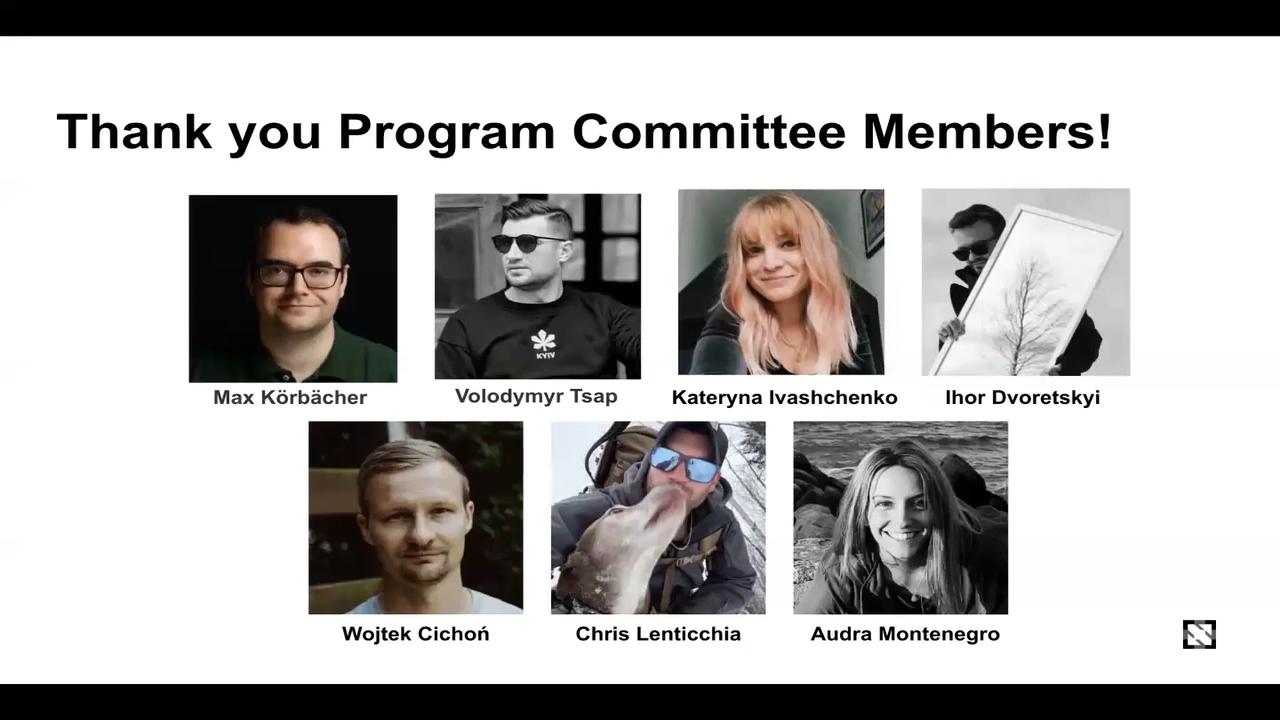 Thank you Program Committee Members!
KYIV
Max Körbächer
Volodymyr Tsap
Kateryna Ivashchenko
Ihor Dvoretskyi
Wojtek Cichoń
Chris Lenticchia
Audra Montenegro